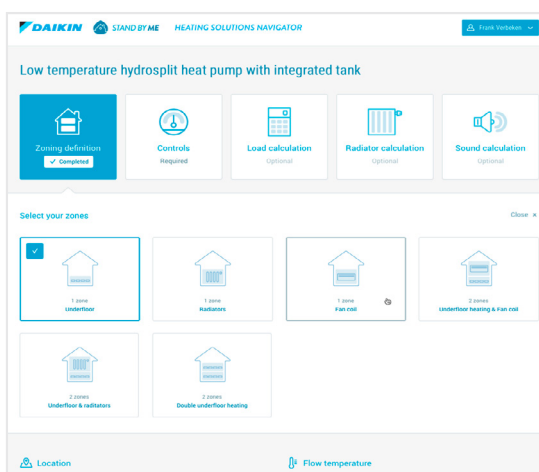 DAIKIN STAND BY ME HEATING SOLUTIONS NAVIGATOR Frank Verbeken
Low temperature hydrosplit heat pump with integrated tank
Zoning definition
Completed
Controls
Required
Load calculation
Optional
Radiator calculation
Optional
Sound calculation
Optional
Select your zones Close x
1 zone
Underfloor
1 zone
Radiators
1 zone
Fan coil
2 zones
Underfloor heating & Fan coil
2 zones
Underfloor & raditators
2 zones
Double underfloor heating
Location Flow temperature